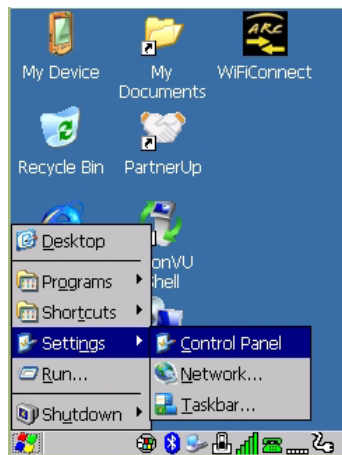 ARC
My Device
My
Documents
WiFiConnect
Recycle Bin
PartnerUp
onVU
hell
Desktop
Programs
Shortcuts
Settings
Run...
Shutdown
Control Panel
Network...
Taskbar...